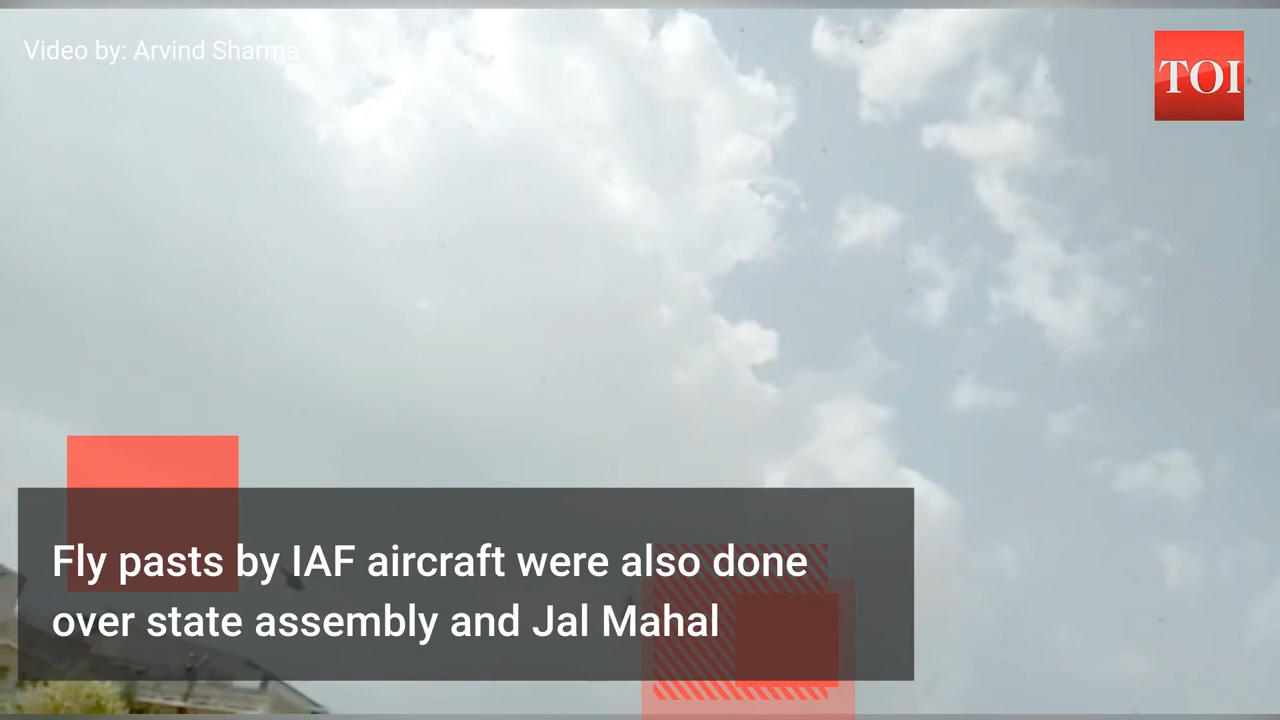 Video by: Arvind Sharma
TOI
Fly pasts by IAF aircraft were also done
over state assembly and Jal Mahal